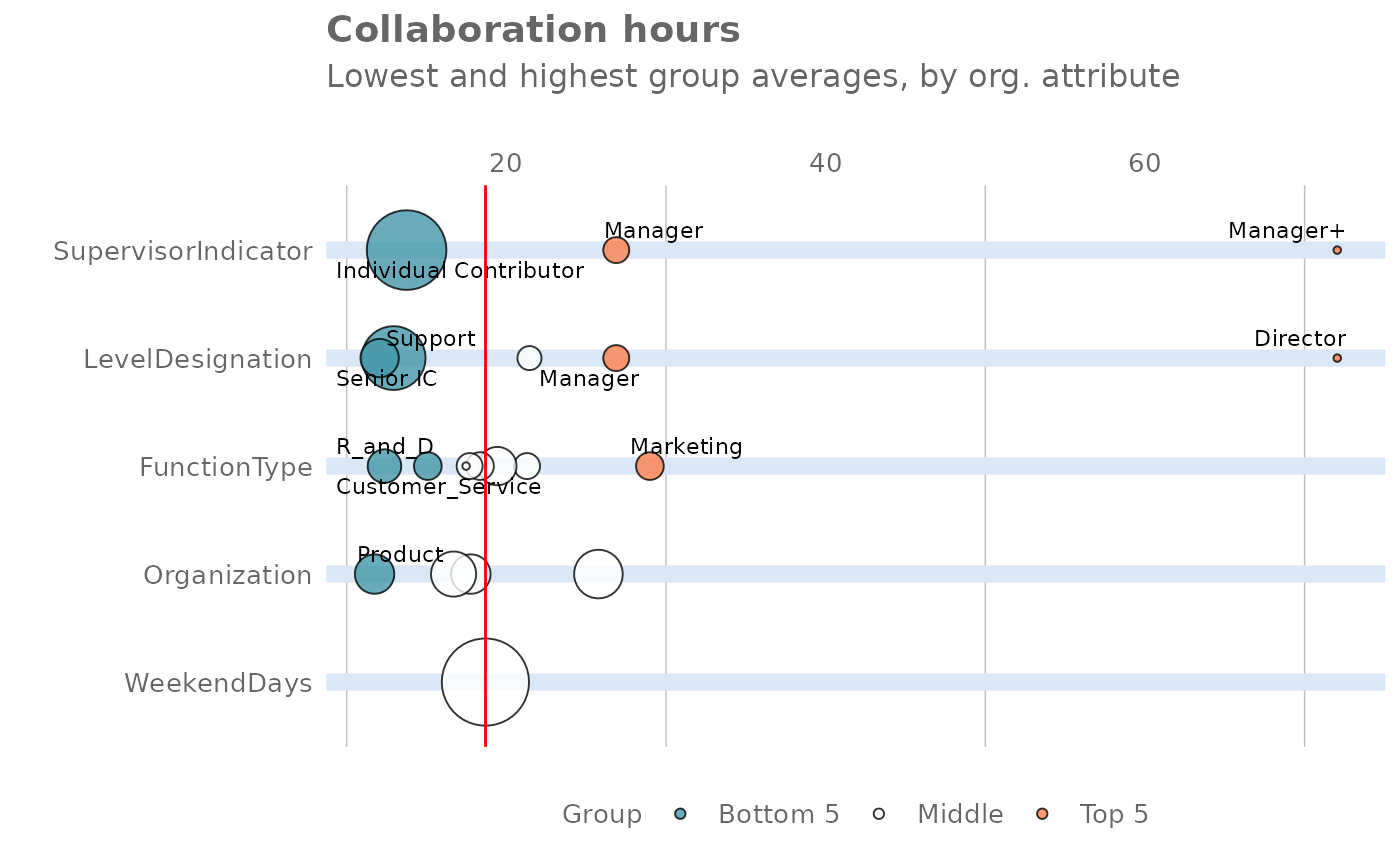 Collaboration hours
Lowest and highest group averages, by org. attribute
20 40 60
Manager Manager+
SupervisorIndicator
Individual Contributor
Support Director
LevelDesignation
Senior IC Manager
R_and_D Marketing
FunctionType
Customer_Service
Product
Organization
WeekendDays
Group Bottom 5 Middle Top 5